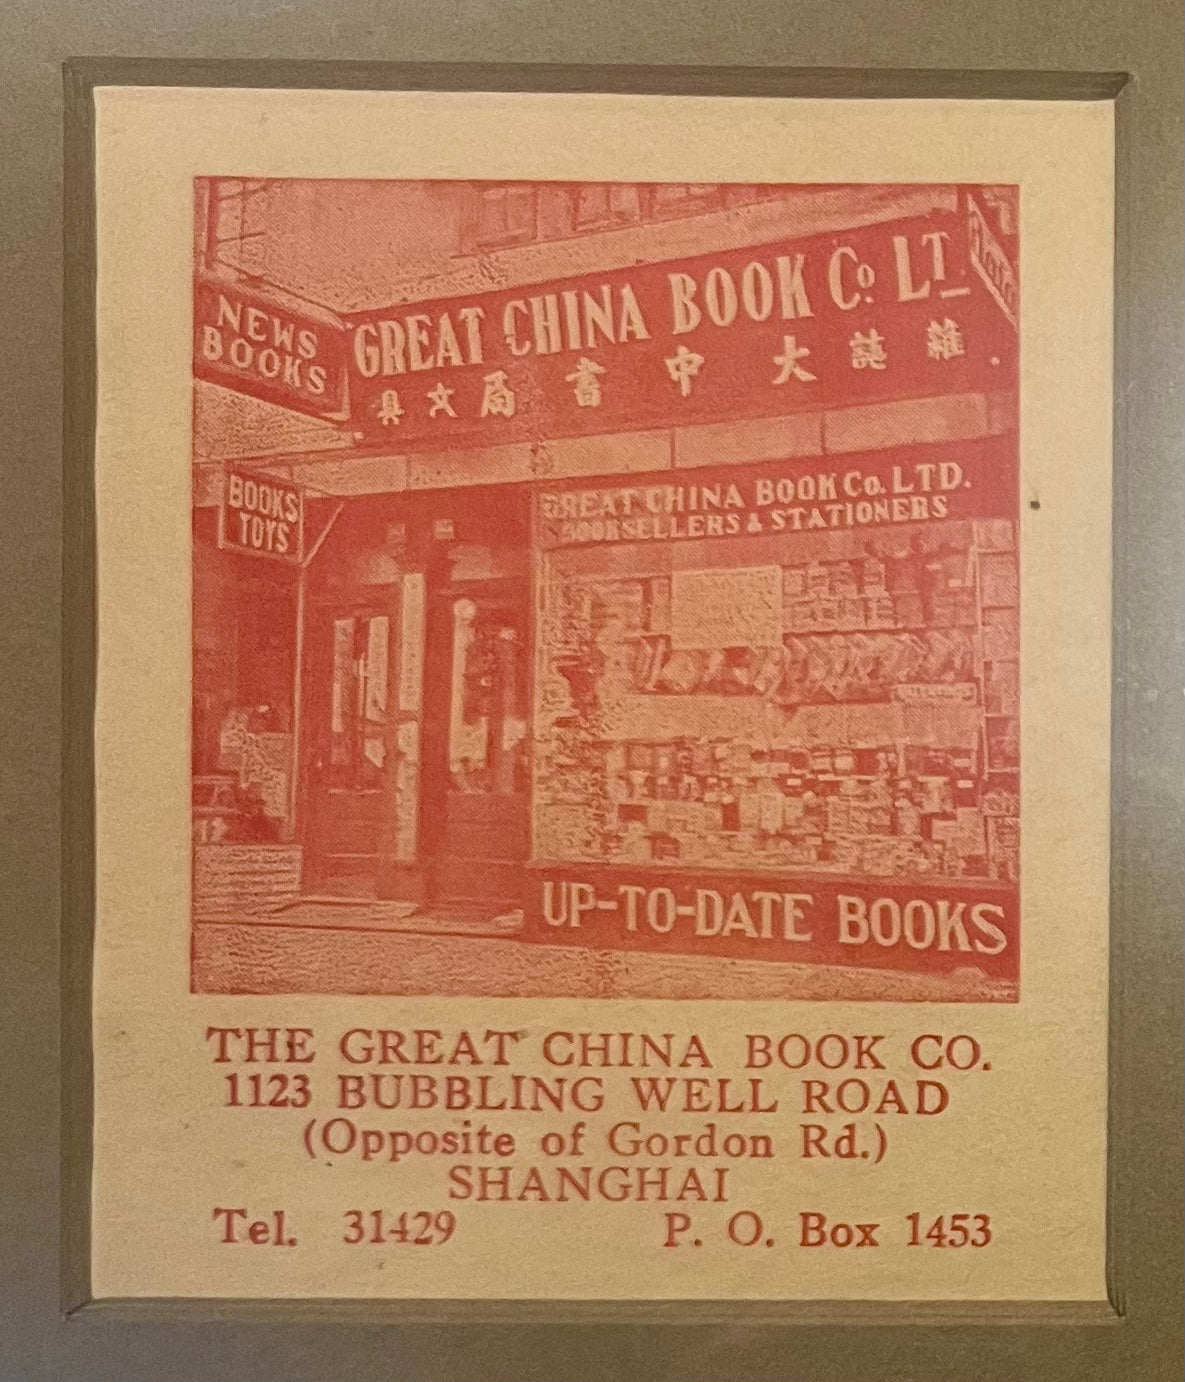 NEWS
BOOKS
GREAT CHINA BOOK Co. LT
雜誌 大中書局 文具
BOOKS
TOYS
GREAT CHINA BOOK Co. LTD.
BOOKSELLERS & STATIONERS
UP-TO-DATE BOOKS
THE GREAT CHINA BOOK CO.
1123 BUBBLING WELL ROAD
(Opposite of Gordon Rd.)
SHANGHAI
Tel. 31429 P. O. Box 1453